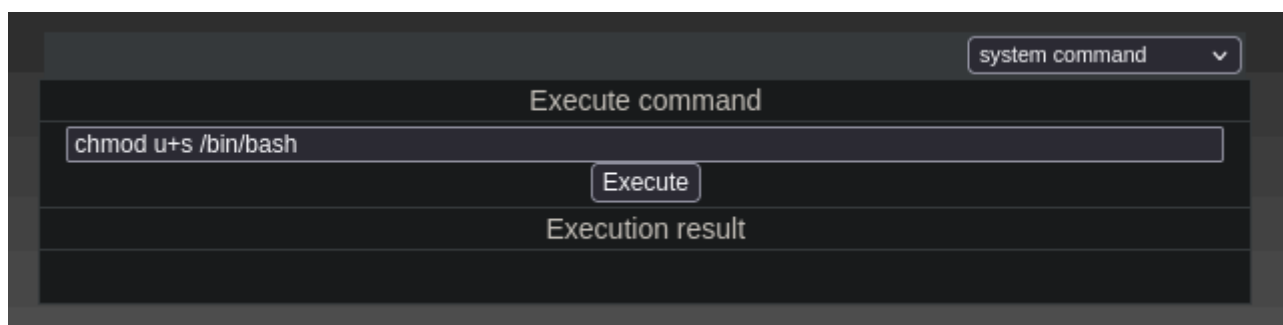 system command
Execute command
chmod u+s /bin/bash
Execute
Execution result